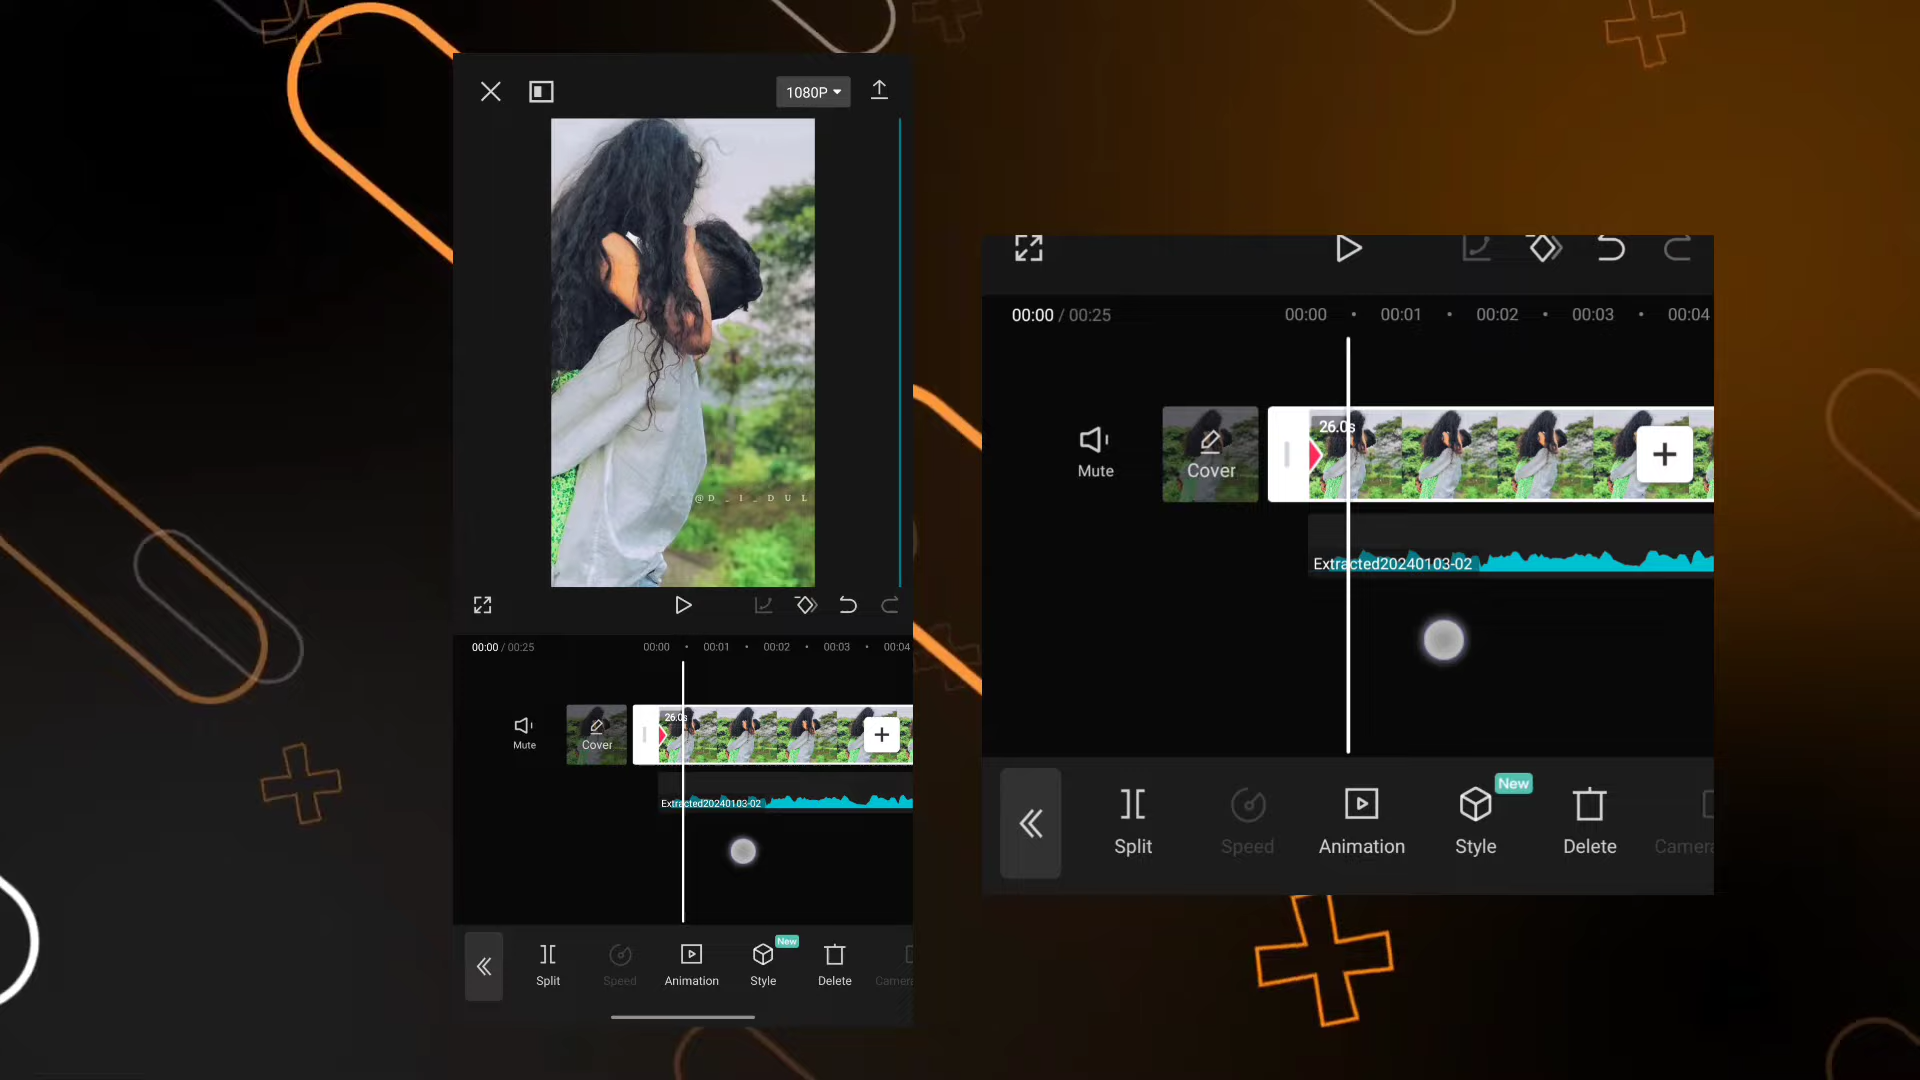 1080P
@D _ I _ D U L
00:00 / 00:25
00:00 • 00:01 • 00:02 • 00:03 • 00:04
26.0s
Mute
Cover
Extracted20240103-02
New
Split Speed Animation Style Delete Camera
00:00 / 00:25
00:00 • 00:01 • 00:02 • 00:03 • 00:04
26.0s
Mute
Cover
Extracted20240103-02
New
Split Speed Animation Style Delete Camera